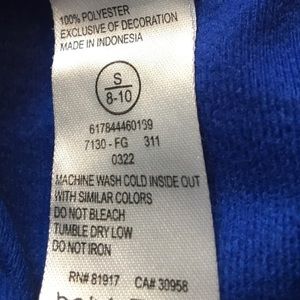 100% POLYESTER
EXCLUSIVE OF DECORATION
MADE IN INDONESIA
S
8-10
617844460169
7130 - FG 311
0322
MACHINE WASH COLD INSIDE OUT
WITH SIMILAR COLORS
DO NOT BLEACH
TUMBLE DRY LOW
DO NOT IRON
RN# 81917 CA# 30958